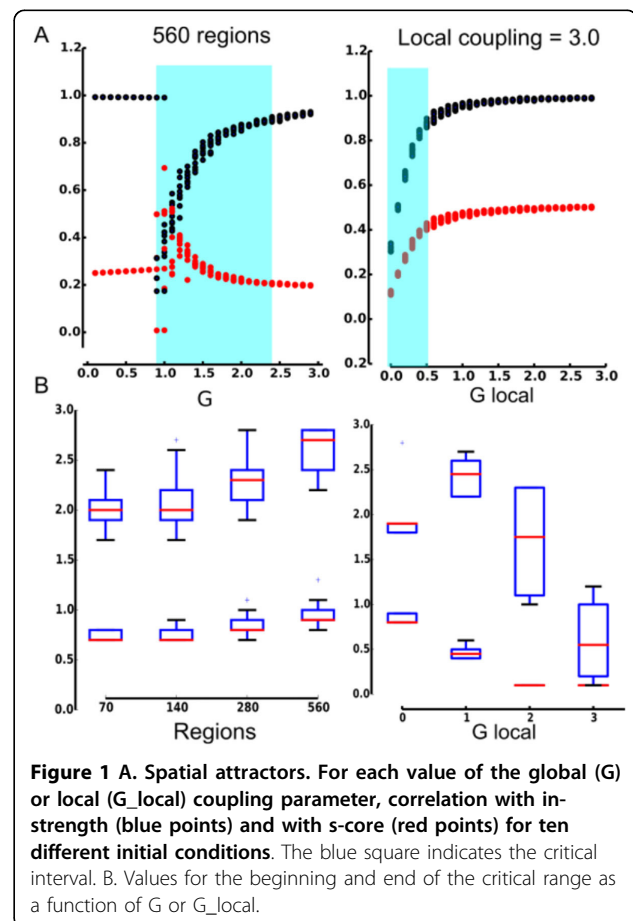 A
560 regions
Local coupling = 3.0
1.2
1.0
0.8
0.6
0.4
0.2
0.0
0.0 0.5 1.0 1.5 2.0 2.5 3.0
G
1.2
1.0
0.8
0.6
0.4
0.2
0.0
0.2
0.0 0.5 1.0 1.5 2.0 2.5 3.0
G local
B
3.0
2.5
2.0
1.5
1.0
0.5
0.0
70 140 280 560
Regions
3.0
2.5
2.0
1.5
1.0
0.5
0.0
0 1 2 3
G local
Figure 1 A. Spatial attractors. For each value of the global (G)
or local (G_local) coupling parameter, correlation with in-
strength (blue points) and with s-core (red points) for ten
different initial conditions. The blue square indicates the critical
interval. B. Values for the beginning and end of the critical range as
a function of G or G_local.